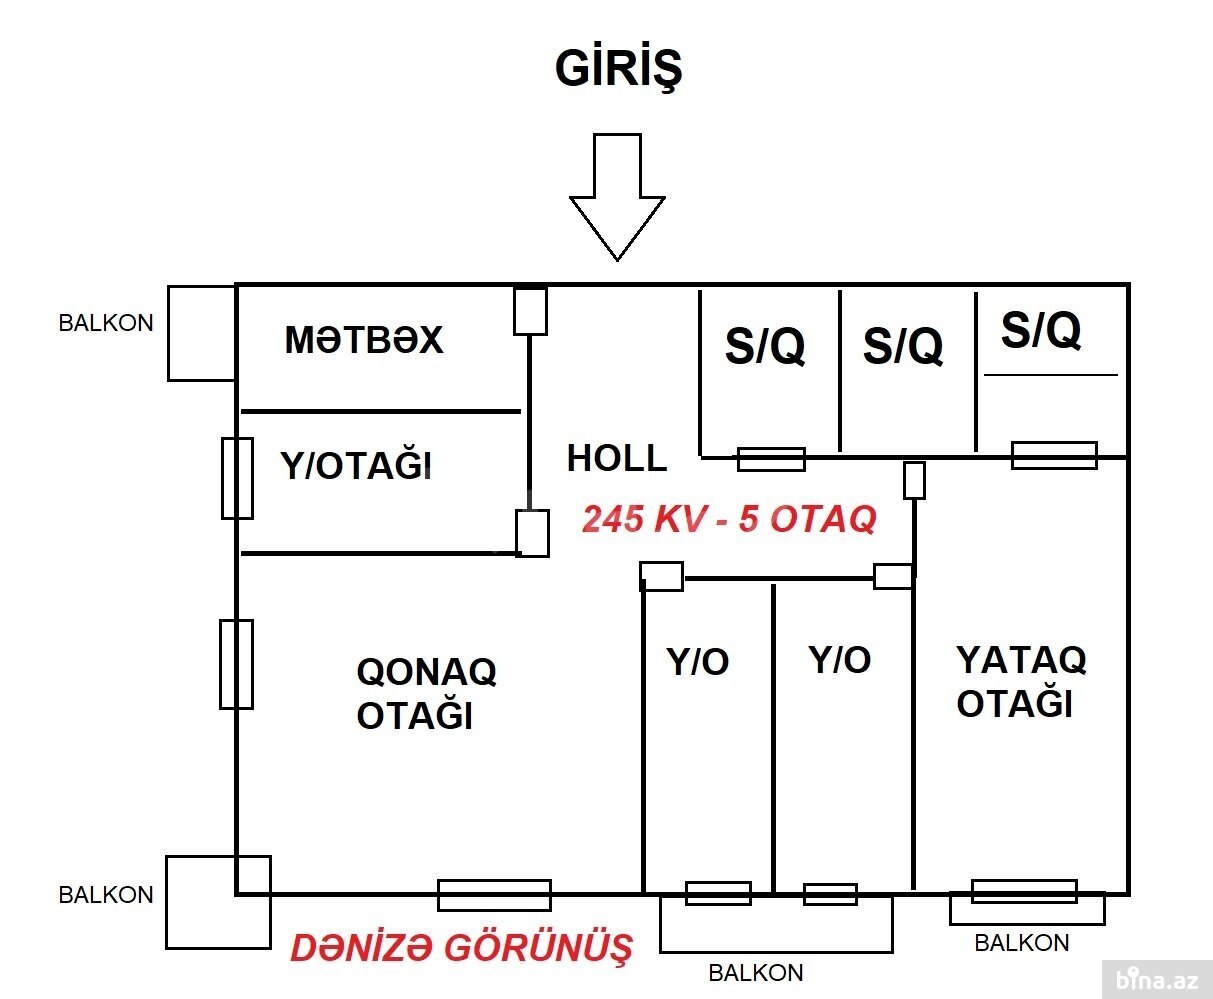 GİRİŞ
BALKON
MƏTBƏX
S/Q
S/Q
S/Q
Y/OTAĞI
HOLL
245 KV - 5 OTAQ
QONAQ
OTAĞI
Y/O
Y/O
YATAQ
OTAĞI
BALKON
DƏNİZƏ GÖRÜNÜŞ
BALKON
BALKON
bina.az